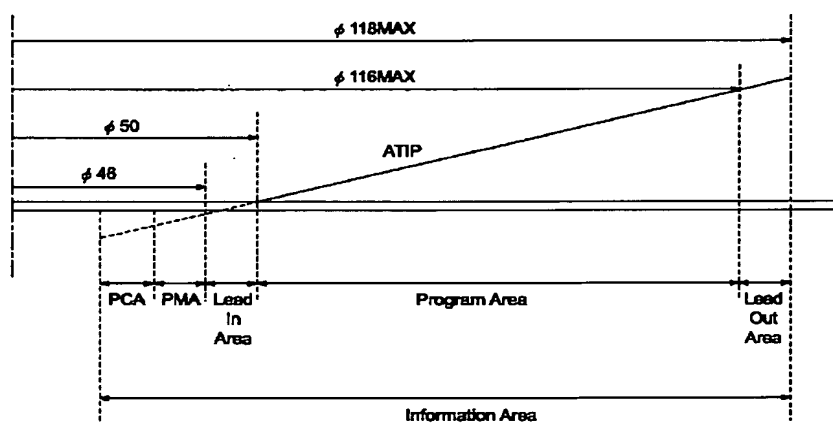 ϕ 118MAX
ϕ 116MAX
ϕ 50
ATIP
ϕ 46
PCA
PMA
Lead
In
Area
Program Area
Lead
Out
Area
Information Area